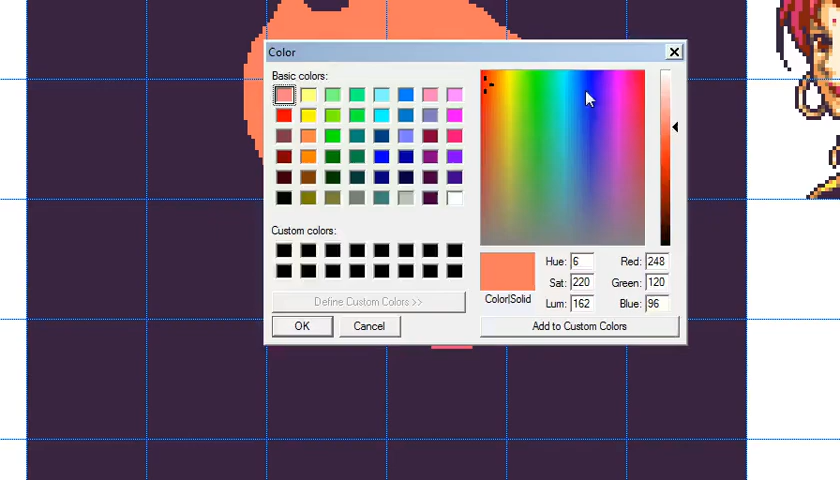 Color
Basic colors:
Custom colors:
Define Custom Colors >>
OK Cancel
Color|Solid
Hue: 6 Red: 248
Sat: 220 Green: 120
Lum: 162 Blue: 96
Add to Custom Colors